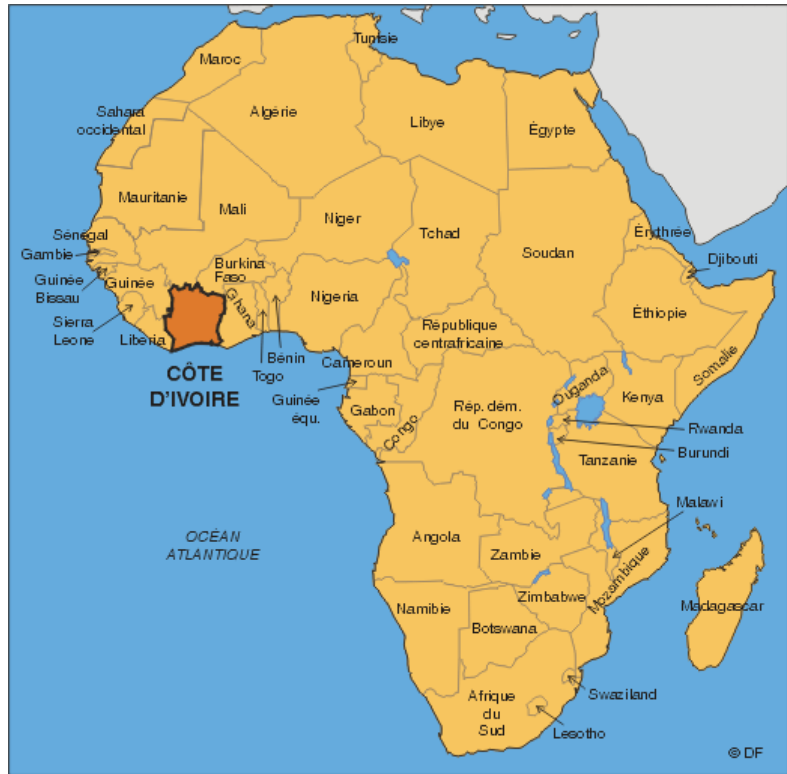 Tunisie
Maroc
Algérie
Libye
Égypte
Sahara
occidental
Mauritanie
Mali
Niger
Tchad
Soudan
Érythrée
Sénégal
Gambie
Djibouti
Guinée
Bissau
Guinée
Burkina
Faso
Ghana
Nigeria
Éthiopie
Sierra
Leone
Liberia
Bénin
Togo
CÔTE
D'IVOIRE
Cameroun
République
centrafricaine
Somalie
Guinée
équ.
Gabon
Congo
Rép. dém.
du Congo
Ouganda
Kenya
Rwanda
Burundi
Tanzanie
Malawi
OCÉAN
ATLANTIQUE
Angola
Zambie
Mozambique
Zimbabwe
Madagascar
Namibie
Botswana
Swaziland
Afrique
du
Sud
Lesotho
© DF